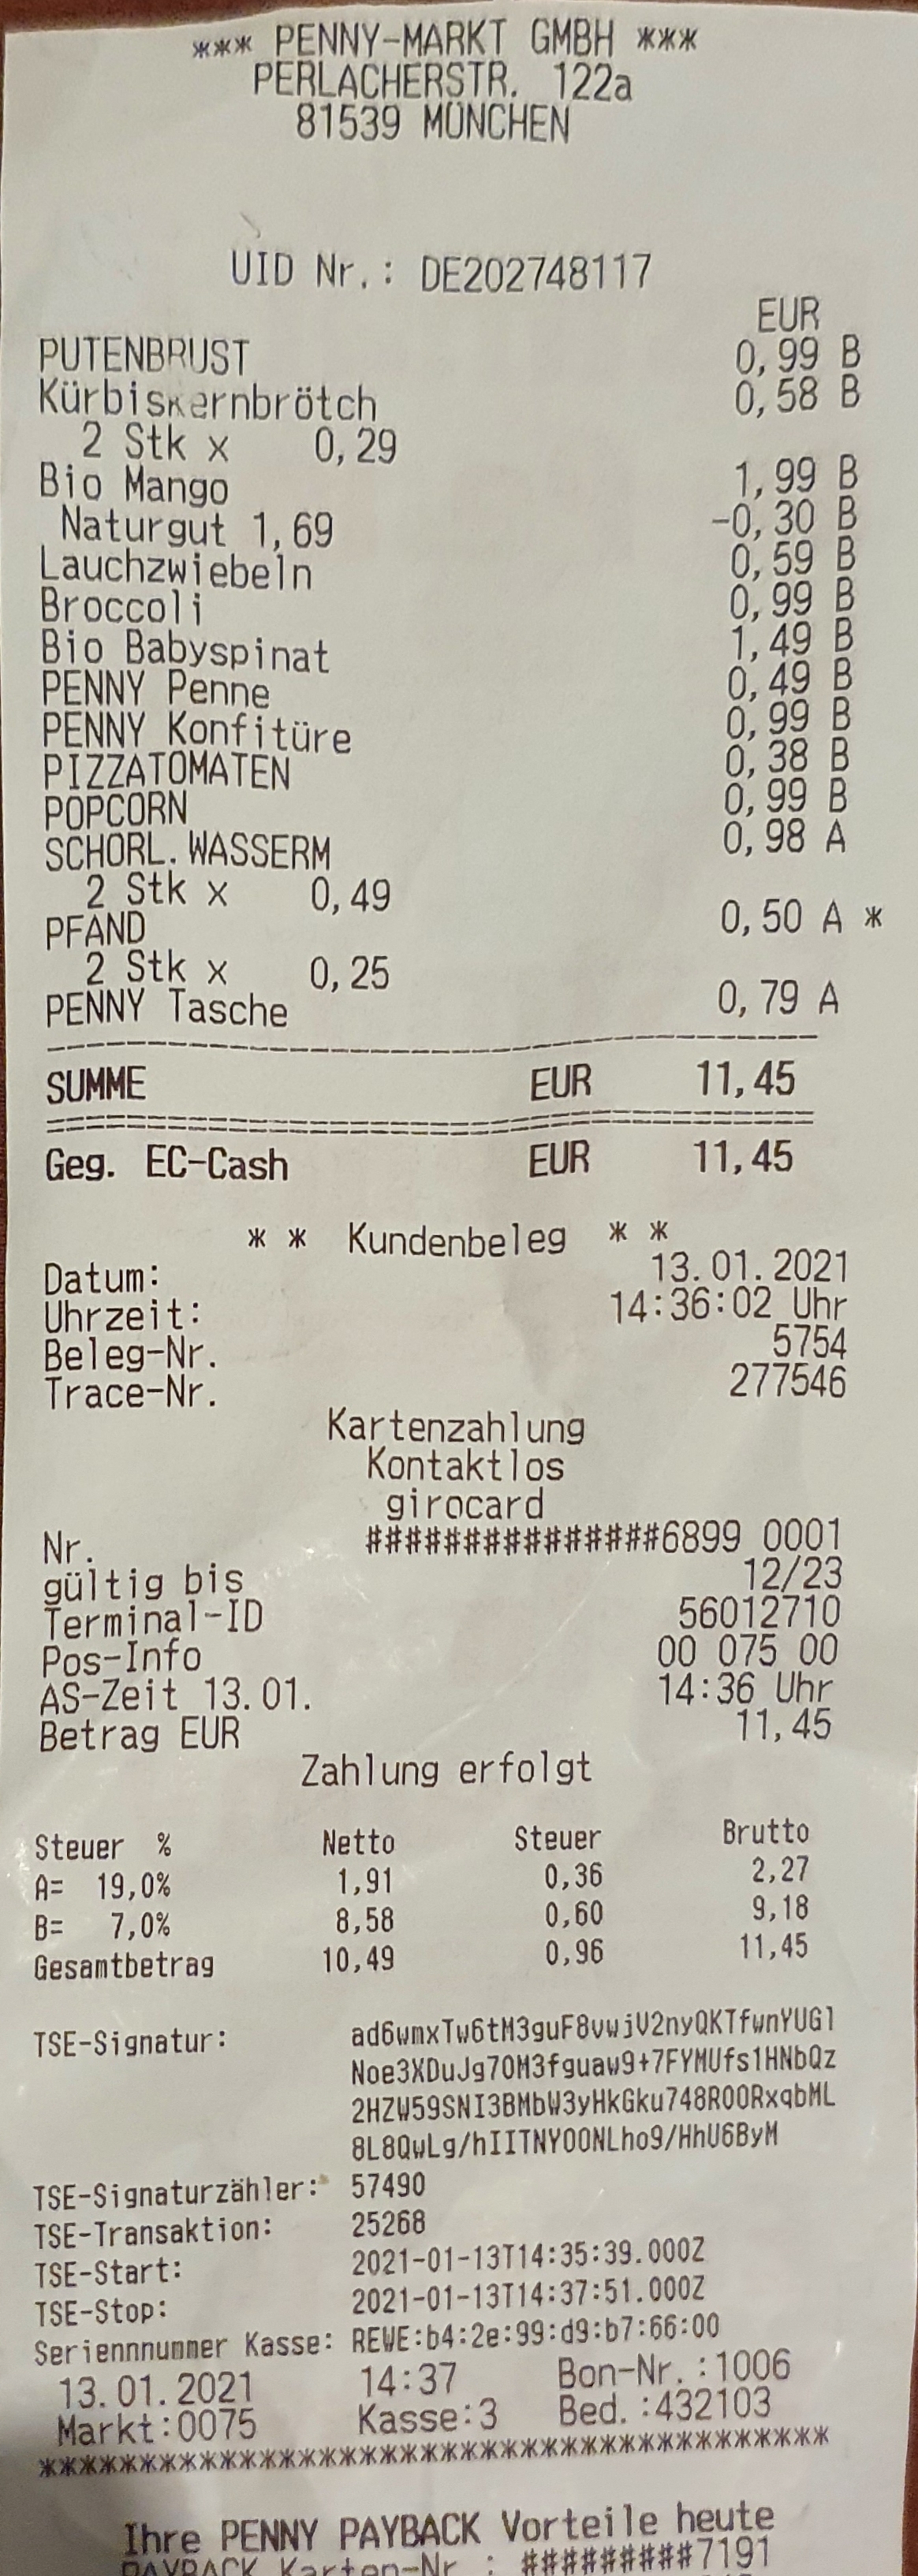 *** PENNY-MARKT GMBH ***
PERLACHERSTR. 122a
81539 MÜNCHEN
UID Nr.: DE202748117
EUR
PUTENBRUST 0,99 B
Kürbiskernbrötch 0,58 B
2 Stk x 0,29
Bio Mango 1,99 B
Naturgut 1,69 -0,30 B
Lauchzwiebeln 0,59 B
Broccoli 0,99 B
Bio Babyspinat 1,49 B
PENNY Penne 0,49 B
PENNY Konfitüre 0,99 B
PIZZATOMATEN 0,38 B
POPCORN 0,99 B
SCHORL.WASSERM 0,98 A
2 Stk x 0,49
PFAND 0,50 A *
2 Stk x 0,25
PENNY Tasche 0,79 A
SUMME EUR 11,45
Geg. EC-Cash EUR 11,45
* * Kundenbeleg * *
Datum: 13.01.2021
Uhrzeit: 14:36:02 Uhr
Beleg-Nr. 5754
Trace-Nr. 277546
Kartenzahlung
Kontaktlos
girocard
Nr. ###############6899 0001
gültig bis 12/23
Terminal-ID 56012710
Pos-Info 00 075 00
AS-Zeit 13.01. 14:36 Uhr
Betrag EUR 11,45
Zahlung erfolgt
Steuer % Netto Steuer Brutto
A= 19,0% 1,91 0,36 2,27
B= 7,0% 8,58 0,60 9,18
Gesamtbetrag 10,49 0,96 11,45
TSE-Signatur: ad6wmxTw6tM3guF8vwjV2nyQKTfwnYUGl
Noe3XDuJg7OM3fguaw9+7FYMUfs1HNbQz
2HZW59SNI3BMbW3yHkGku748ROORxqbML
8L8QwLg/hIITNYOONLho9/HhU6ByM
TSE-Signaturzähler: 57490
TSE-Transaktion: 25268
TSE-Start: 2021-01-13T14:35:39.000Z
TSE-Stop: 2021-01-13T14:37:51.000Z
Seriennnummer Kasse: REWE:b4:2e:99:d9:b7:66:00
13.01.2021 14:37 Bon-Nr.:1006
Markt:0075 Kasse:3 Bed.:432103
***************************************
Ihre PENNY PAYBACK Vorteile heute
PAYBACK Karten-Nr.: #########7191